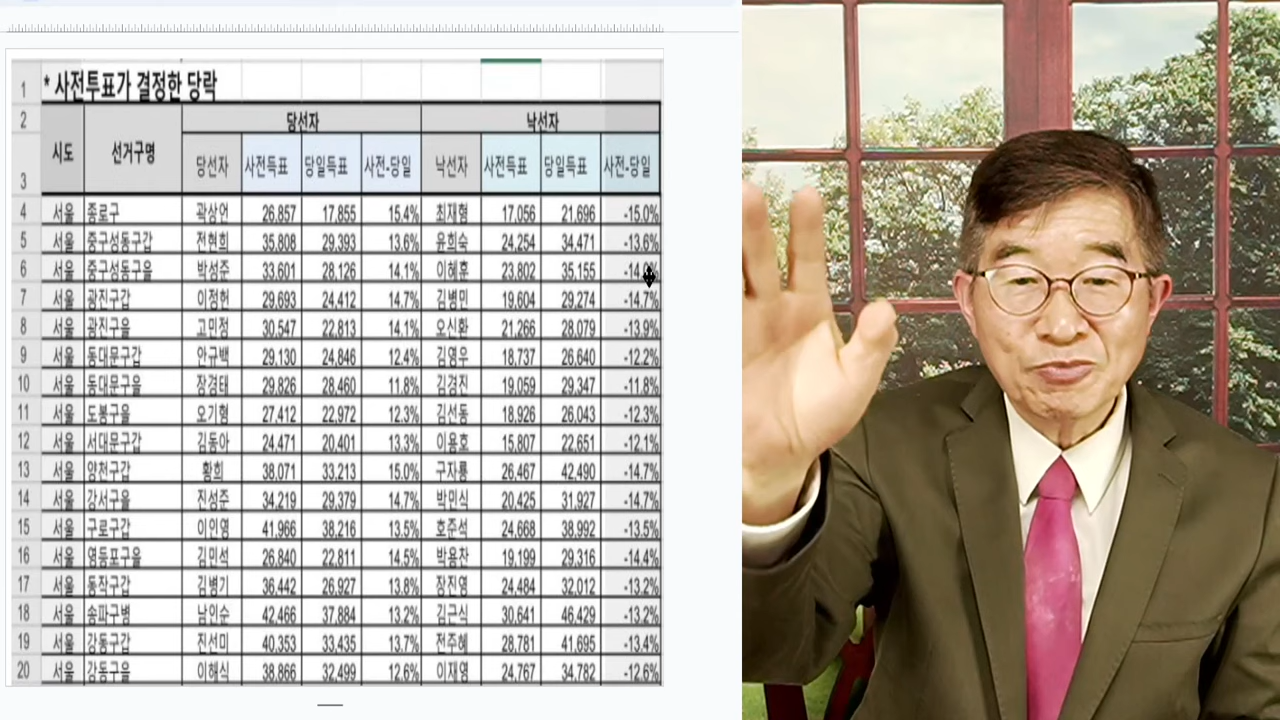 1 * 사전투표가 결정한 당락
2 시도 선거구명 당선자 낙선자
3 당선자 사전득표 당일득표 사전-당일 낙선자 사전득표 당일득표 사전-당일
4 서울 종로구 곽상언 26,857 17,855 15.4% 최재형 17,056 21,696 -15.0%
5 서울 중구성동구갑 전현희 35,808 29,393 13.6% 윤희숙 24,254 34,471 -13.6%
6 서울 중구성동구을 박성준 33,601 28,126 14.1% 이혜훈 23,802 35,155
7 서울 광진구갑 이정헌 29,693 24,412 14.7% 김병민 19,604 29,274 -14.7%
8 서울 광진구을 고민정 30,547 22,813 14.1% 오신환 21,266 28,079 -13.9%
9 서울 동대문구갑 안규백 29,130 24,846 12.4% 김영우 18,737 26,640 -12.2%
10 서울 동대문구을 장경태 29,826 28,460 11.8% 김경진 19,059 29,347 -11.8%
11 서울 도봉구을 오기형 27,412 22,972 12.3% 김선동 18,926 26,043 -12.3%
12 서울 서대문구갑 김동아 24,471 20,401 13.3% 이용호 15,807 22,651 -12.1%
13 서울 양천구갑 황희 38,071 33,213 15.0% 구자룡 26,467 42,490 -14.7%
14 서울 강서구을 진성준 34,219 29,379 14.7% 박민식 20,425 31,927 -14.7%
15 서울 구로구갑 이인영 41,966 38,216 13.5% 호준석 24,668 38,992 -13.5%
16 서울 영등포구을 김민석 26,840 22,811 14.5% 박용찬 19,199 29,316 -14.4%
17 서울 동작구갑 김병기 36,442 26,927 13.8% 장진영 24,484 32,012 -13.2%
18 서울 송파구병 남인순 42,466 37,884 13.2% 김근식 30,641 46,429 -13.2%
19 서울 강동구갑 진선미 40,353 33,435 13.7% 전주혜 28,781 41,695 -13.4%
20 서울 강동구을 이해식 38,866 32,499 12.6% 이재영 24,767 34,782 -12.6%